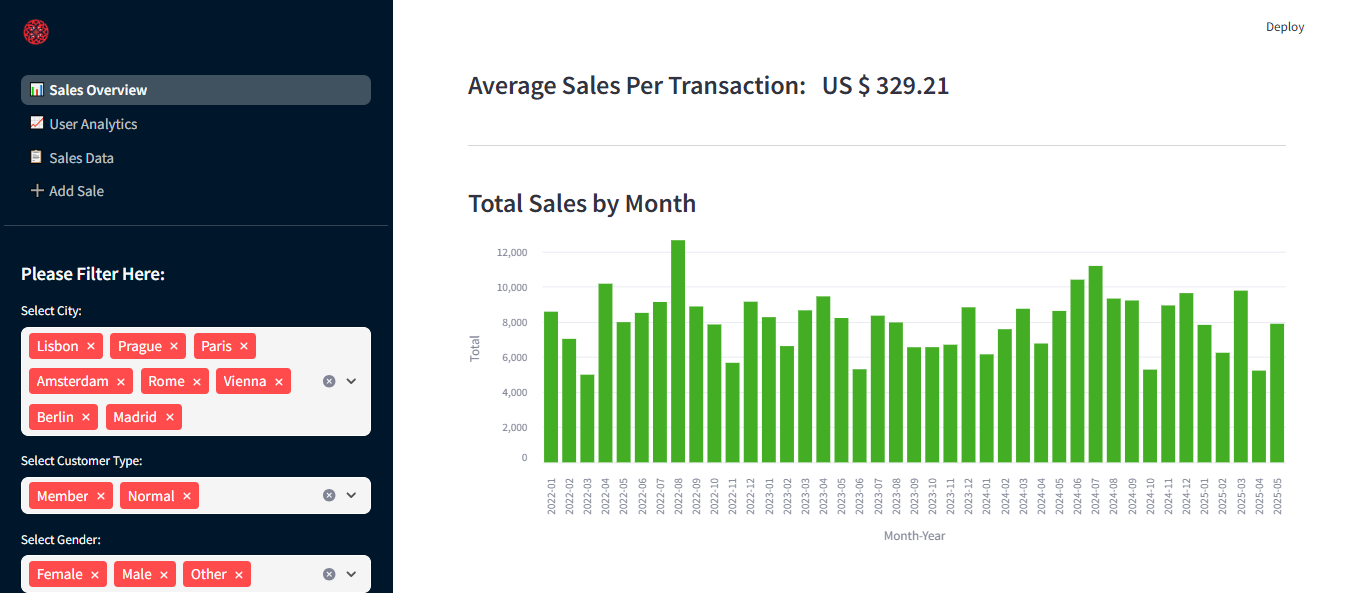 Deploy
Sales Overview
User Analytics
Sales Data
Add Sale
Please Filter Here:
Select City:
Lisbon × Prague × Paris ×
Amsterdam × Rome × Vienna ×
Berlin × Madrid ×
Select Customer Type:
Member × Normal ×
Select Gender:
Female × Male × Other ×
Average Sales Per Transaction: US $ 329.21
Total Sales by Month
Total
12,000
10,000
8,000
6,000
4,000
2,000
0
2022-01
2022-02
2022-03
2022-04
2022-05
2022-06
2022-07
2022-08
2022-09
2022-10
2022-11
2022-12
2023-01
2023-02
2023-03
2023-04
2023-05
2023-06
2023-07
2023-08
2023-09
2023-10
2023-11
2023-12
2024-01
2024-02
2024-03
2024-04
2024-05
2024-06
2024-07
2024-08
2024-09
2024-10
2024-11
2024-12
2025-01
2025-02
2025-03
2025-04
2025-05
Month-Year